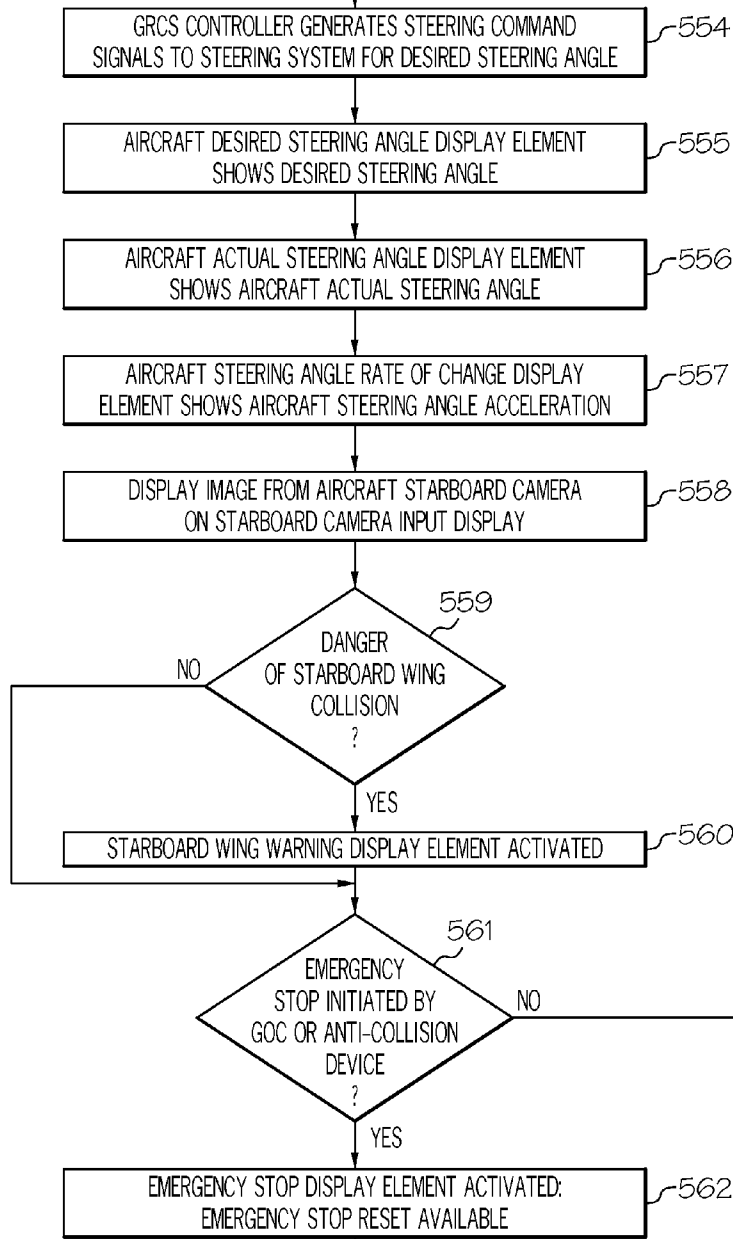 GRCS CONTROLLER GENERATES STEERING COMMAND
SIGNALS TO STEERING SYSTEM FOR DESIRED STEERING ANGLE
554
AIRCRAFT DESIRED STEERING ANGLE DISPLAY ELEMENT
SHOWS DESIRED STEERING ANGLE
555
AIRCRAFT ACTUAL STEERING ANGLE DISPLAY ELEMENT
SHOWS AIRCRAFT ACTUAL STEERING ANGLE
556
AIRCRAFT STEERING ANGLE RATE OF CHANGE DISPLAY
ELEMENT SHOWS AIRCRAFT STEERING ANGLE ACCELERATION
557
DISPLAY IMAGE FROM AIRCRAFT STARBOARD CAMERA
ON STARBOARD CAMERA INPUT DISPLAY
558
559
DANGER
OF STARBOARD WING
COLLISION
?
NO
YES
STARBOARD WING WARNING DISPLAY ELEMENT ACTIVATED
560
561
EMERGENCY
STOP INITIATED BY
GOC OR ANTI-COLLISION
DEVICE
?
NO
YES
EMERGENCY STOP DISPLAY ELEMENT ACTIVATED:
EMERGENCY STOP RESET AVAILABLE
562